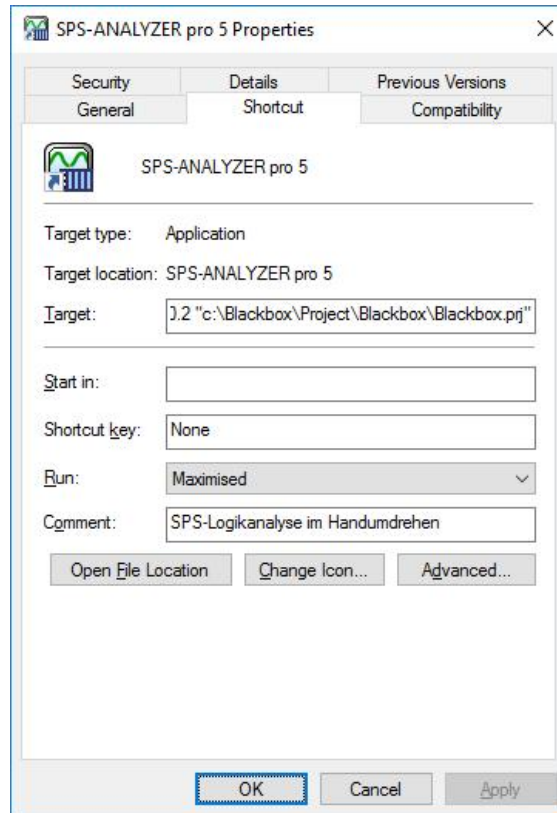 SPS-ANALYZER pro 5 Properties
Security Details Previous Versions
General Shortcut Compatibility
SPS-ANALYZER pro 5
Target type: Application
Target location: SPS-ANALYZER pro 5
Target: 0.2 "c:\Blackbox\Project\Blackbox\Blackbox.prj"
Start in:
Shortcut key: None
Run: Maximised
Comment: SPS-Logikanalyse im Handumdrehen
Open File Location Change Icon... Advanced...
OK Cancel Apply